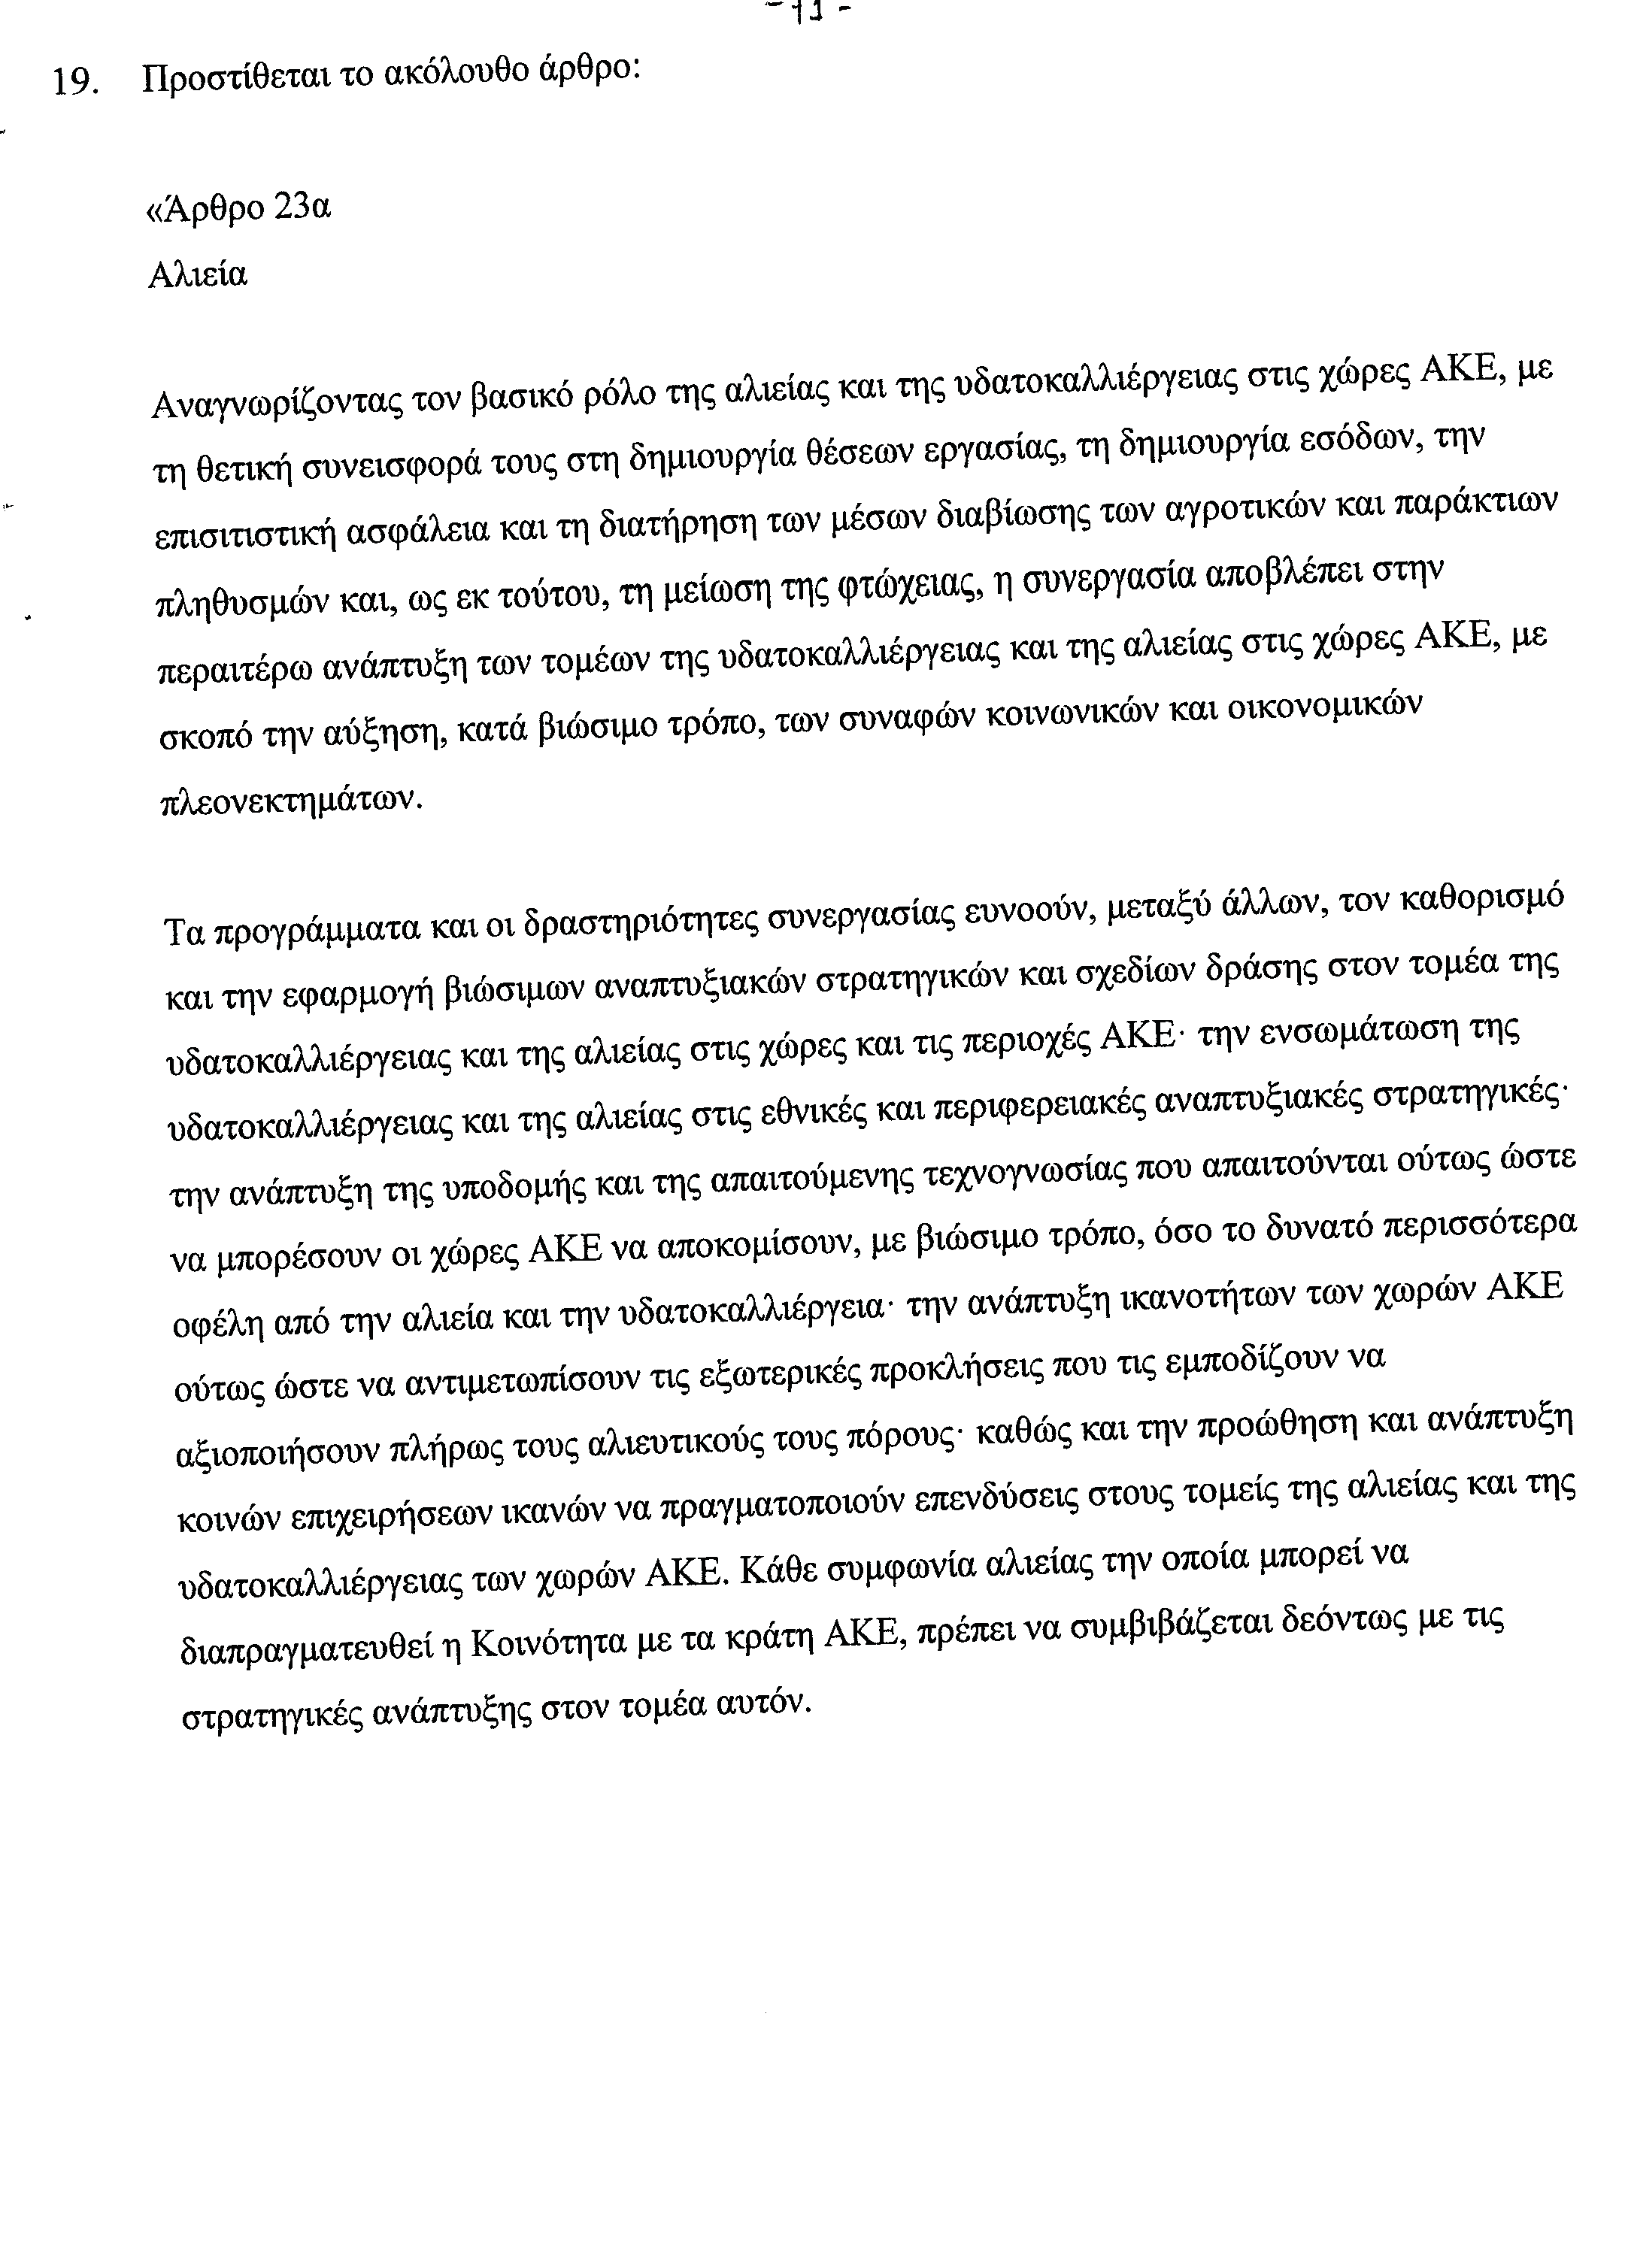 19. Προστίθεται το ακόλουθο άρθρο:
«Άρθρο 23α
Αλιεία
Αναγνωρίζοντας τον βασικό ρόλο της αλιείας και της υδατοκαλλιέργειας στις χώρες ΑΚΕ, με
τη θετική συνεισφορά τους στη δημιουργία θέσεων εργασίας, τη δημιουργία εσόδων, την
επισιτιστική ασφάλεια και τη διατήρηση των μέσων διαβίωσης των αγροτικών και παράκτιων
πληθυσμών και, ως εκ τούτου, τη μείωση της φτώχειας, η συνεργασία αποβλέπει στην
περαιτέρω ανάπτυξη των τομέων της υδατοκαλλιέργειας και της αλιείας στις χώρες ΑΚΕ, με
σκοπό την αύξηση, κατά βιώσιμο τρόπο, των συναφών κοινωνικών και οικονομικών
πλεονεκτημάτων.
Τα προγράμματα και οι δραστηριότητες συνεργασίας ευνοούν, μεταξύ άλλων, τον καθορισμό
και την εφαρμογή βιώσιμων αναπτυξιακών στρατηγικών και σχεδίων δράσης στον τομέα της
υδατοκαλλιέργειας και της αλιείας στις χώρες και τις περιοχές ΑΚΕ· την ενσωμάτωση της
υδατοκαλλιέργειας και της αλιείας στις εθνικές και περιφερειακές αναπτυξιακές στρατηγικές·
την ανάπτυξη της υποδομής και της απαιτούμενης τεχνογνωσίας που απαιτούνται ούτως ώστε
να μπορέσουν οι χώρες ΑΚΕ να αποκομίσουν, με βιώσιμο τρόπο, όσο το δυνατό περισσότερα
οφέλη από την αλιεία και την υδατοκαλλιέργεια· την ανάπτυξη ικανοτήτων των χωρών ΑΚΕ
ούτως ώστε να αντιμετωπίσουν τις εξωτερικές προκλήσεις που τις εμποδίζουν να
αξιοποιήσουν πλήρως τους αλιευτικούς τους πόρους· καθώς και την προώθηση και ανάπτυξη
κοινών επιχειρήσεων ικανών να πραγματοποιούν επενδύσεις στους τομείς της αλιείας και της
υδατοκαλλιέργειας των χωρών ΑΚΕ. Κάθε συμφωνία αλιείας την οποία μπορεί να
διαπραγματευθεί η Κοινότητα με τα κράτη ΑΚΕ, πρέπει να συμβιβάζεται δεόντως με τις
στρατηγικές ανάπτυξης στον τομέα αυτόν.